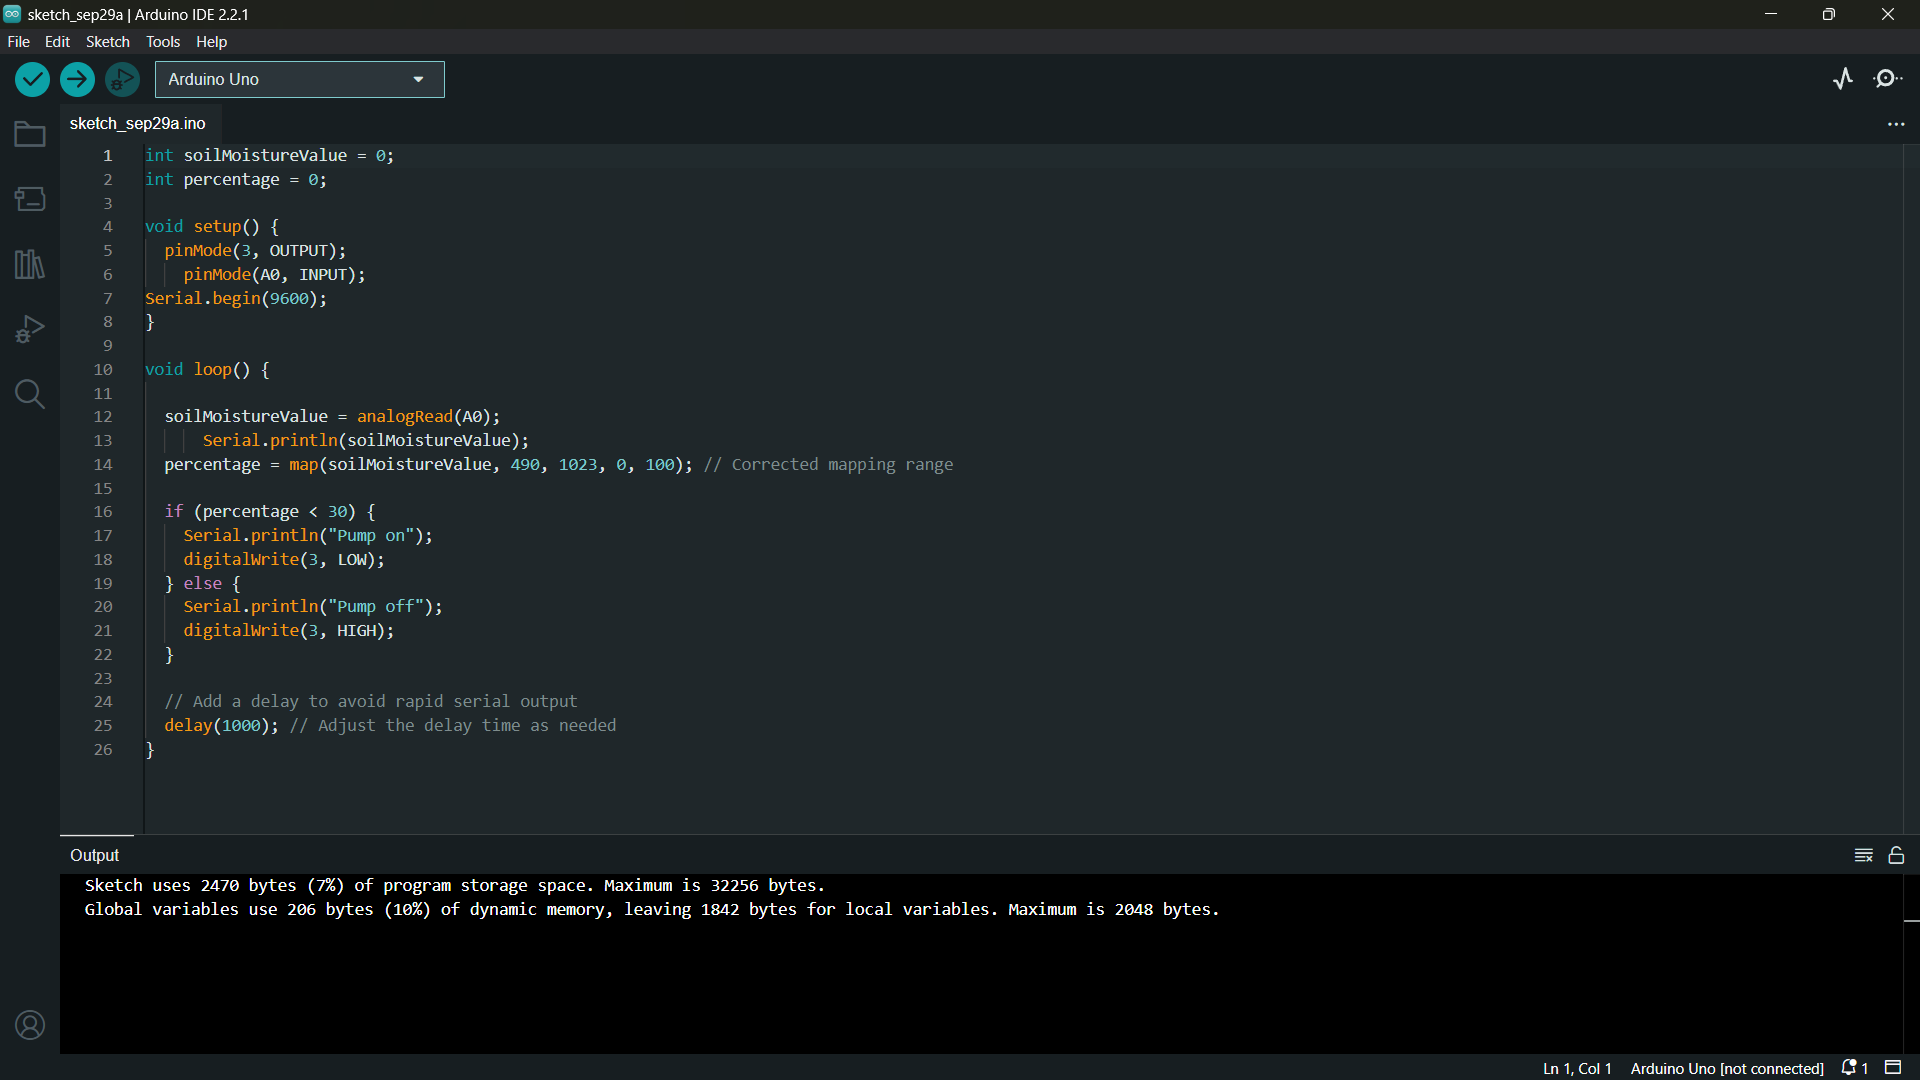 sketch_sep29a | Arduino IDE 2.2.1
File Edit Sketch Tools Help
Arduino Uno
sketch_sep29a.ino
1 int soilMoistureValue = 0;
2 int percentage = 0;
3
4 void setup() {
5 pinMode(3, OUTPUT);
6 pinMode(A0, INPUT);
7 Serial.begin(9600);
8 }
9
10 void loop() {
11
12 soilMoistureValue = analogRead(A0);
13 Serial.println(soilMoistureValue);
14 percentage = map(soilMoistureValue, 490, 1023, 0, 100); // Corrected mapping range
15
16 if (percentage < 30) {
17 Serial.println("Pump on");
18 digitalWrite(3, LOW);
19 } else {
20 Serial.println("Pump off");
21 digitalWrite(3, HIGH);
22 }
23
24 // Add a delay to avoid rapid serial output
25 delay(1000); // Adjust the delay time as needed
26 }
Output
Sketch uses 2470 bytes (7%) of program storage space. Maximum is 32256 bytes.
Global variables use 206 bytes (10%) of dynamic memory, leaving 1842 bytes for local variables. Maximum is 2048 bytes.
Ln 1, Col 1 Arduino Uno [not connected] 1